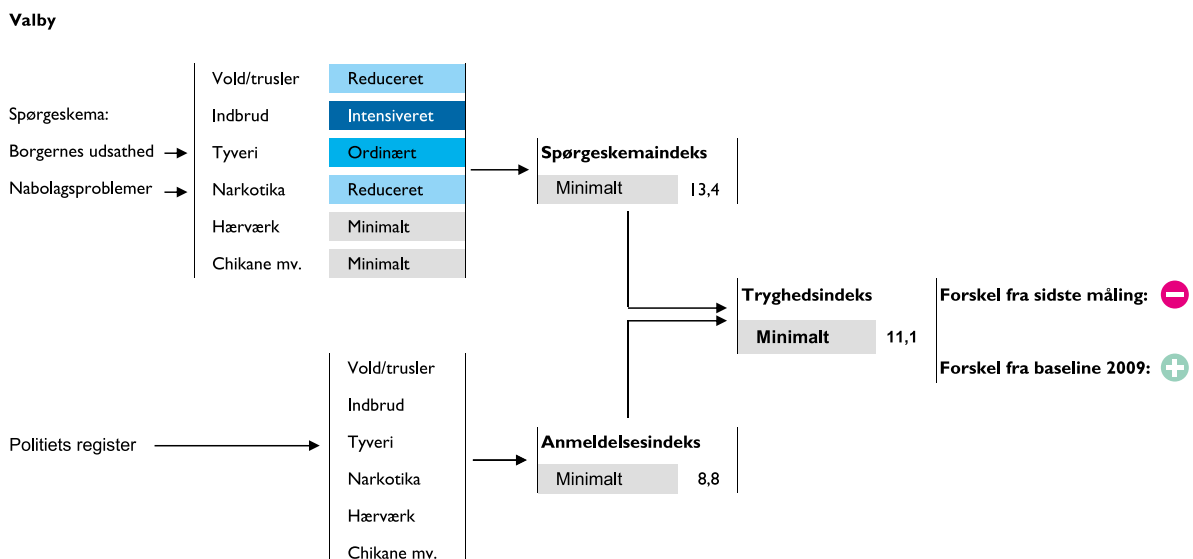 Valby
Spørgeskema:
Borgernes udsathed
Nabolagsproblemer
Vold/trusler Reduceret
Indbrud Intensiveret
Tyveri Ordinært
Narkotika Reduceret
Hærværk Minimalt
Chikane mv. Minimalt
Spørgeskemaindeks
Minimalt 13,4
Tryghedsindeks
Minimalt 11,1
Forskel fra sidste måling:
Forskel fra baseline 2009:
Politiets register
Vold/trusler
Indbrud
Tyveri
Narkotika
Hærværk
Chikane mv.
Anmeldelsesindeks
Minimalt 8,8